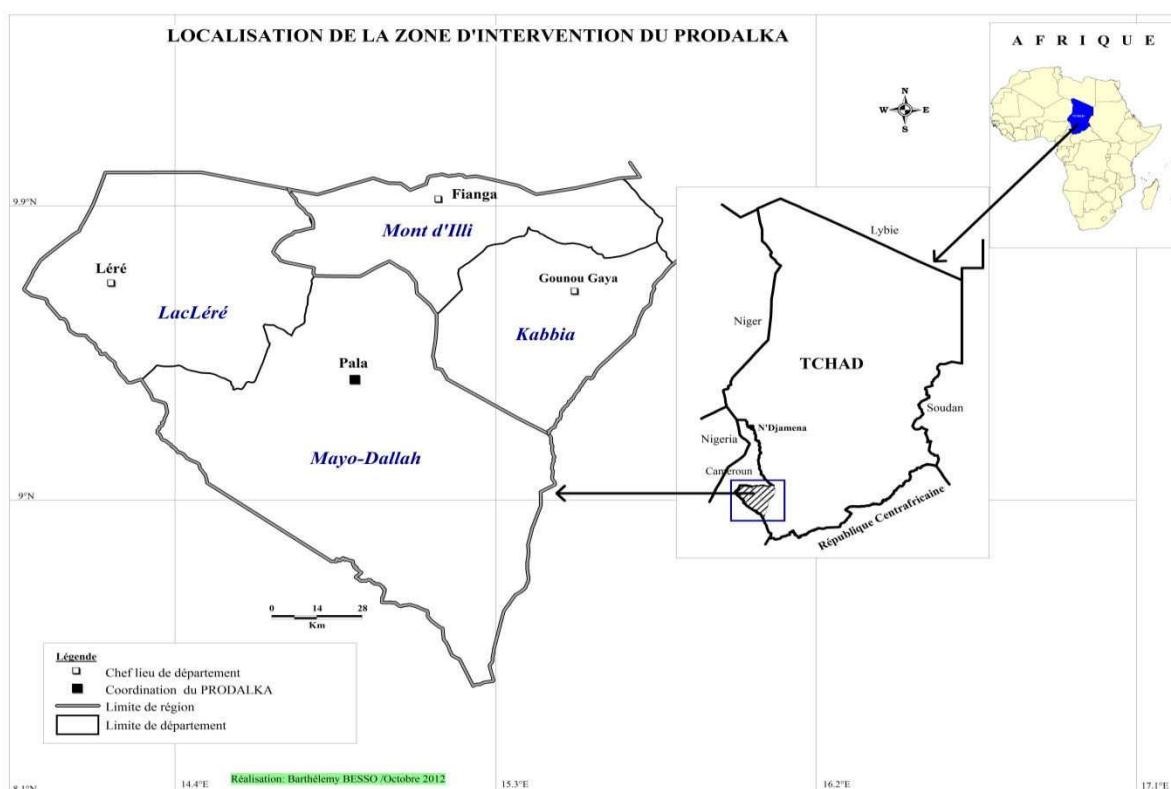 LOCALISATION DE LA ZONE D'INTERVENTION DU PRODALKA
A F R I Q U E
N
W E
S
9.9°N
Fianga
Mont d'Illi
Léré
LacLéré
Gounou Gaya
Kabbia
Pala
Mayo-Dallah
9°N
Lybie
Niger
TCHAD
Soudan
N'Djamena
Nigeria
Cameroun
République Centrafricaine
0 14 28
Km
Légende
Chef lieu de département
Coordination du PRODALKA
Limite de région
Limite de département
Réalisation: Barthélemy BESSO /Octobre 2012
8.1°N
14.4°E
15.3°E
16.2°E
17.1°E